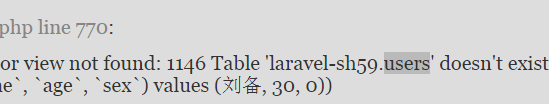 php line 770:
or view not found: 1146 Table 'laravel-sh59.users' doesn't exist
ne`, `age`, `sex`) values (刘备, 30, 0))